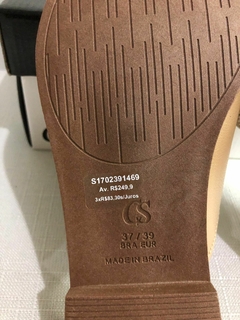 S1702391469
Av. R$249,9
3xR$83,30s/Juros
CS
37 / 39
BRA EUR
MADE IN BRAZIL